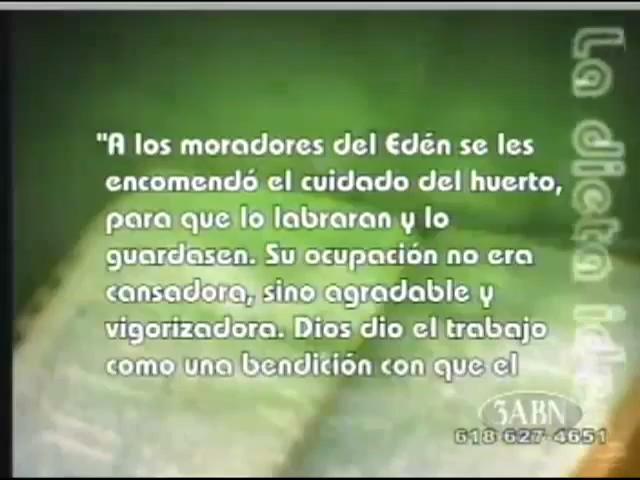 "A los moradores del Edén se les
encomendó el cuidado del huerto,
para que lo labraran y lo
guardasen. Su ocupación no era
cansadora, sino agradable y
vigorizadora. Dios dio el trabajo
como una bendición con que el
La dieta
3ABN
618-627-4651